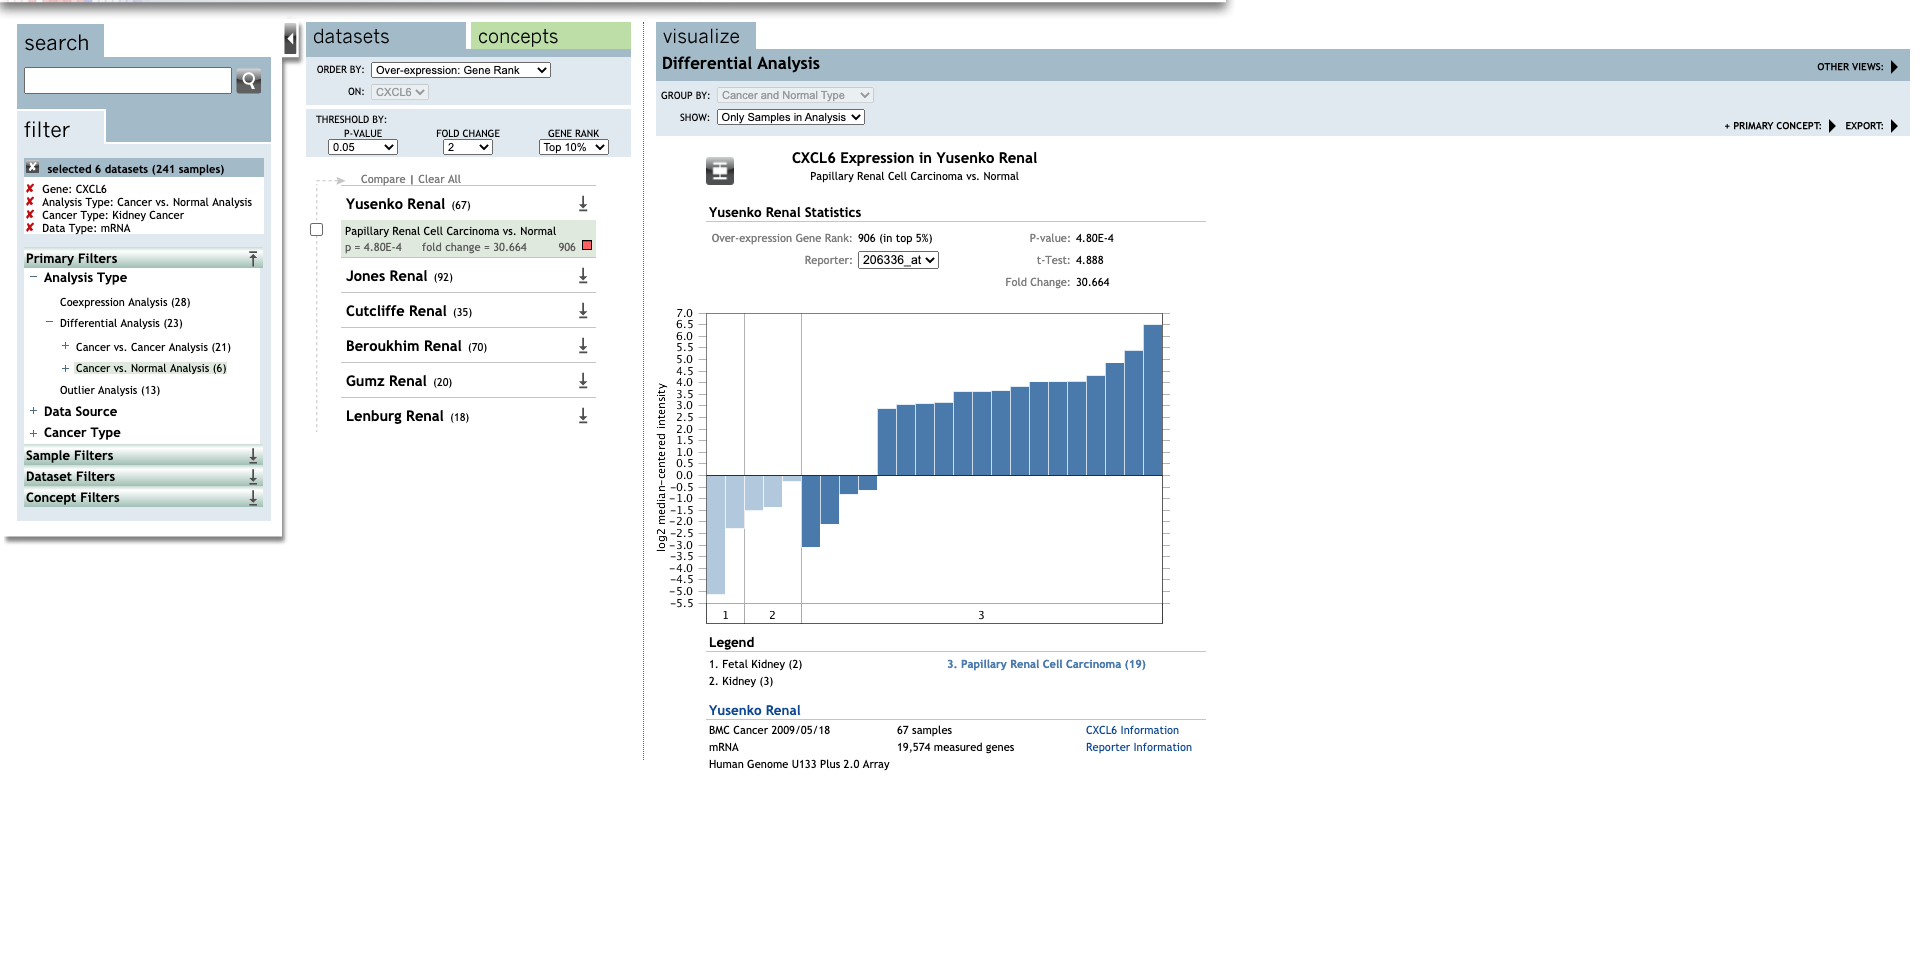 search
filter
selected 6 datasets (241 samples)
Gene: CXCL6
Analysis Type: Cancer vs. Normal Analysis
Cancer Type: Kidney Cancer
Data Type: mRNA
Primary Filters
Analysis Type
Coexpression Analysis (28)
Differential Analysis (23)
Cancer vs. Cancer Analysis (21)
Cancer vs. Normal Analysis (6)
Outlier Analysis (13)
Data Source
Cancer Type
Sample Filters
Dataset Filters
Concept Filters
datasets
concepts
ORDER BY: Over-expression: Gene Rank
ON: CXCL6
THRESHOLD BY:
P-VALUE FOLD CHANGE GENE RANK
0.05 2 Top 10%
Compare | Clear All
Yusenko Renal (67)
Papillary Renal Cell Carcinoma vs. Normal
p = 4.80E-4 fold change = 30.664 906
Jones Renal (92)
Cutcliffe Renal (35)
Beroukhim Renal (70)
Gumz Renal (20)
Lenburg Renal (18)
visualize
Differential Analysis
OTHER VIEWS:
GROUP BY: Cancer and Normal Type
SHOW: Only Samples in Analysis
+ PRIMARY CONCEPT: EXPORT:
CXCL6 Expression in Yusenko Renal
Papillary Renal Cell Carcinoma vs. Normal
Yusenko Renal Statistics
Over-expression Gene Rank: 906 (in top 5%) P-value: 4.80E-4
Reporter: 206336_at t-Test: 4.888
Fold Change: 30.664
log2 median-centered intensity
7.0
6.5
6.0
5.5
5.0
4.5
4.0
3.5
3.0
2.5
2.0
1.5
1.0
0.5
0.0
-0.5
-1.0
-1.5
-2.0
-2.5
-3.0
-3.5
-4.0
-4.5
-5.0
-5.5
1 2 3
Legend
1. Fetal Kidney (2) 3. Papillary Renal Cell Carcinoma (19)
2. Kidney (3)
Yusenko Renal
BMC Cancer 2009/05/18 67 samples CXCL6 Information
mRNA 19,574 measured genes Reporter Information
Human Genome U133 Plus 2.0 Array